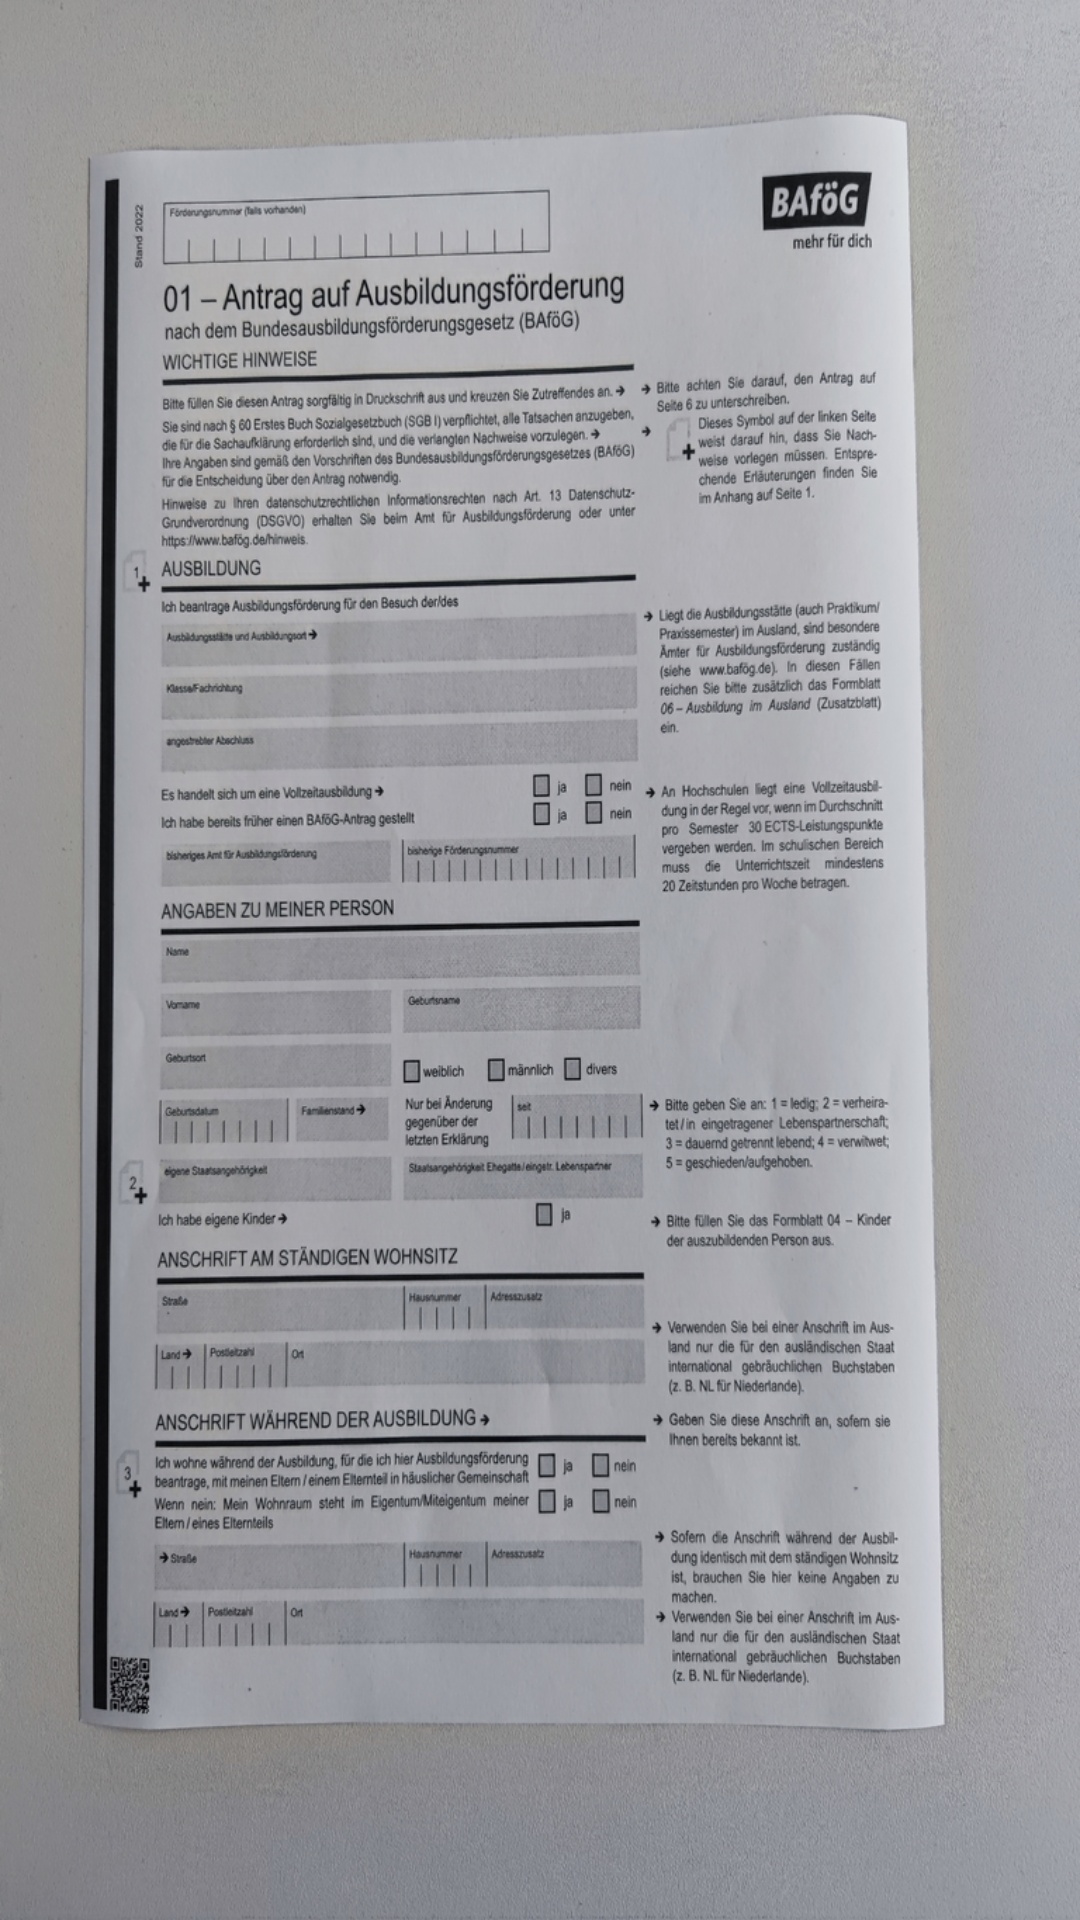 Stand 2022
Förderungsnummer (falls vorhanden)
BAföG
mehr für dich
01 – Antrag auf Ausbildungsförderung
nach dem Bundesausbildungsförderungsgesetz (BAföG)
WICHTIGE HINWEISE
Bitte füllen Sie diesen Antrag sorgfältig in Druckschrift aus und kreuzen Sie Zutreffendes an. →
Sie sind nach § 60 Erstes Buch Sozialgesetzbuch (SGB I) verpflichtet, alle Tatsachen anzugeben,
die für die Sachaufklärung erforderlich sind, und die verlangten Nachweise vorzulegen. →
Ihre Angaben sind gemäß den Vorschriften des Bundesausbildungsförderungsgesetzes (BAföG)
für die Entscheidung über den Antrag notwendig.
Hinweise zu Ihren datenschutzrechtlichen Informationsrechten nach Art. 13 Datenschutz-
Grundverordnung (DSGVO) erhalten Sie beim Amt für Ausbildungsförderung oder unter
https://www.bafög.de/hinweis.
→ Bitte achten Sie darauf, den Antrag auf
Seite 6 zu unterschreiben.
→ + Dieses Symbol auf der linken Seite
weist darauf hin, dass Sie Nach-
weise vorlegen müssen. Entspre-
chende Erläuterungen finden Sie
im Anhang auf Seite 1.
1+ AUSBILDUNG
Ich beantrage Ausbildungsförderung für den Besuch der/des
Ausbildungsstätte und Ausbildungsort →
Klasse/Fachrichtung
angestrebter Abschluss
→ Liegt die Ausbildungsstätte (auch Praktikum/
Praxissemester) im Ausland, sind besondere
Ämter für Ausbildungsförderung zuständig
(siehe www.bafög.de). In diesen Fällen
reichen Sie bitte zusätzlich das Formblatt
06 – Ausbildung im Ausland (Zusatzblatt)
ein.
Es handelt sich um eine Vollzeitausbildung → ja nein
Ich habe bereits früher einen BAföG-Antrag gestellt ja nein
bisheriges Amt für Ausbildungsförderung bisherige Förderungsnummer
→ An Hochschulen liegt eine Vollzeitausbil-
dung in der Regel vor, wenn im Durchschnitt
pro Semester 30 ECTS-Leistungspunkte
vergeben werden. Im schulischen Bereich
muss die Unterrichtszeit mindestens
20 Zeitstunden pro Woche betragen.
ANGABEN ZU MEINER PERSON
Name
Vorname Geburtsname
Geburtsort weiblich männlich divers
Geburtsdatum Familienstand → Nur bei Änderung
gegenüber der
letzten Erklärung seit
→ Bitte geben Sie an: 1 = ledig; 2 = verheira-
tet / in eingetragener Lebenspartnerschaft;
3 = dauernd getrennt lebend; 4 = verwitwet;
5 = geschieden/aufgehoben.
2+ eigene Staatsangehörigkeit Staatsangehörigkeit Ehegatte/eingetr. Lebenspartner
Ich habe eigene Kinder → ja
→ Bitte füllen Sie das Formblatt 04 – Kinder
der auszubildenden Person aus.
ANSCHRIFT AM STÄNDIGEN WOHNSITZ
Straße Hausnummer Adresszusatz
Land → Postleitzahl Ort
→ Verwenden Sie bei einer Anschrift im Aus-
land nur die für den ausländischen Staat
international gebräuchlichen Buchstaben
(z. B. NL für Niederlande).
ANSCHRIFT WÄHREND DER AUSBILDUNG →
→ Geben Sie diese Anschrift an, sofern sie
Ihnen bereits bekannt ist.
3+ Ich wohne während der Ausbildung, für die ich hier Ausbildungsförderung
beantrage, mit meinen Eltern / einem Elternteil in häuslicher Gemeinschaft ja nein
Wenn nein: Mein Wohnraum steht im Eigentum/Miteigentum meiner
Eltern / eines Elternteils ja nein
→ Straße Hausnummer Adresszusatz
Land → Postleitzahl Ort
→ Sofern die Anschrift während der Ausbil-
dung identisch mit dem ständigen Wohnsitz
ist, brauchen Sie hier keine Angaben zu
machen.
→ Verwenden Sie bei einer Anschrift im Aus-
land nur die für den ausländischen Staat
international gebräuchlichen Buchstaben
(z. B. NL für Niederlande).